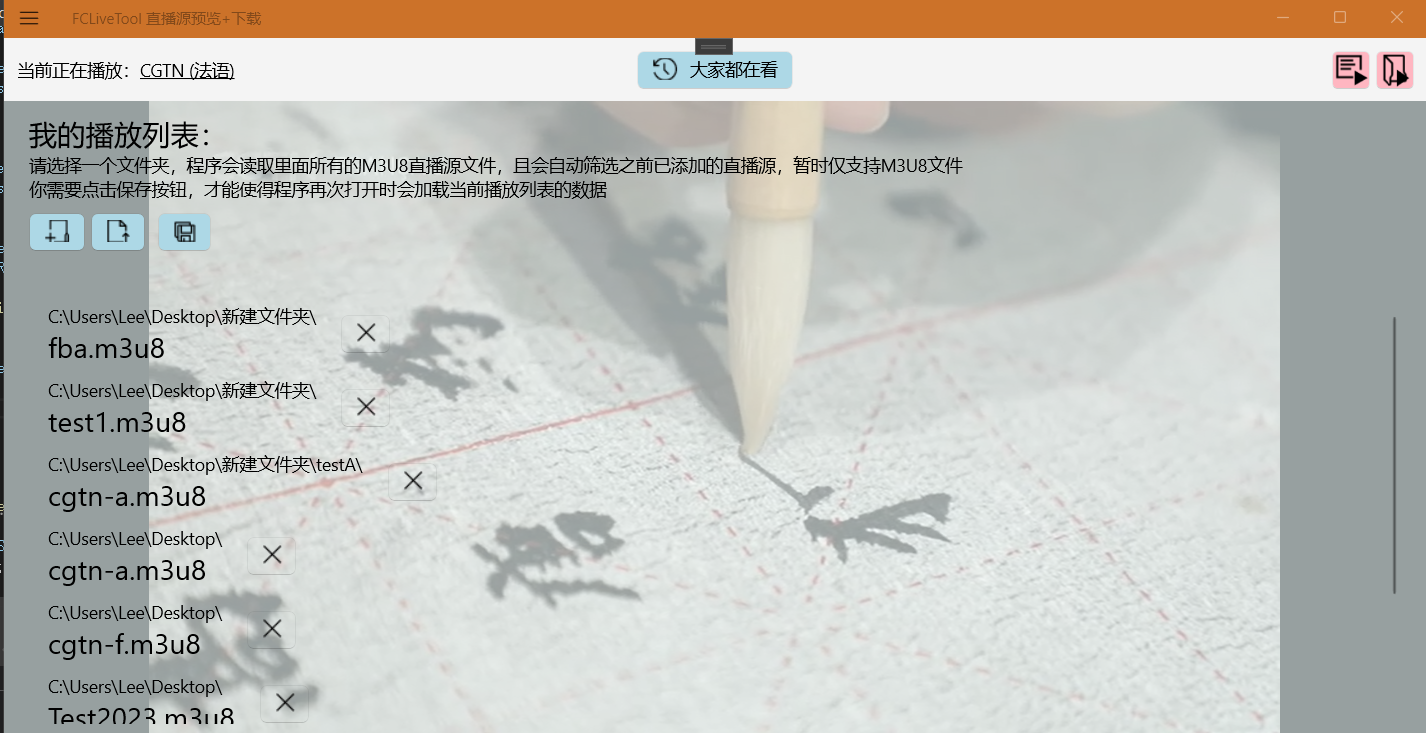 FCLiveTool 直播源预览+下载
当前正在播放：CGTN (法语)
大家都在看
我的播放列表：
请选择一个文件夹，程序会读取里面所有的M3U8直播源文件，且会自动筛选之前已添加的直播源，暂时仅支持M3U8文件
你需要点击保存按钮，才能使得程序再次打开时会加载当前播放列表的数据
C:\Users\Lee\Desktop\新建文件夹\
fba.m3u8
C:\Users\Lee\Desktop\新建文件夹\
test1.m3u8
C:\Users\Lee\Desktop\新建文件夹\testA\
cgtn-a.m3u8
C:\Users\Lee\Desktop\
cgtn-a.m3u8
C:\Users\Lee\Desktop\
cgtn-f.m3u8
C:\Users\Lee\Desktop\
Test2023.m3u8